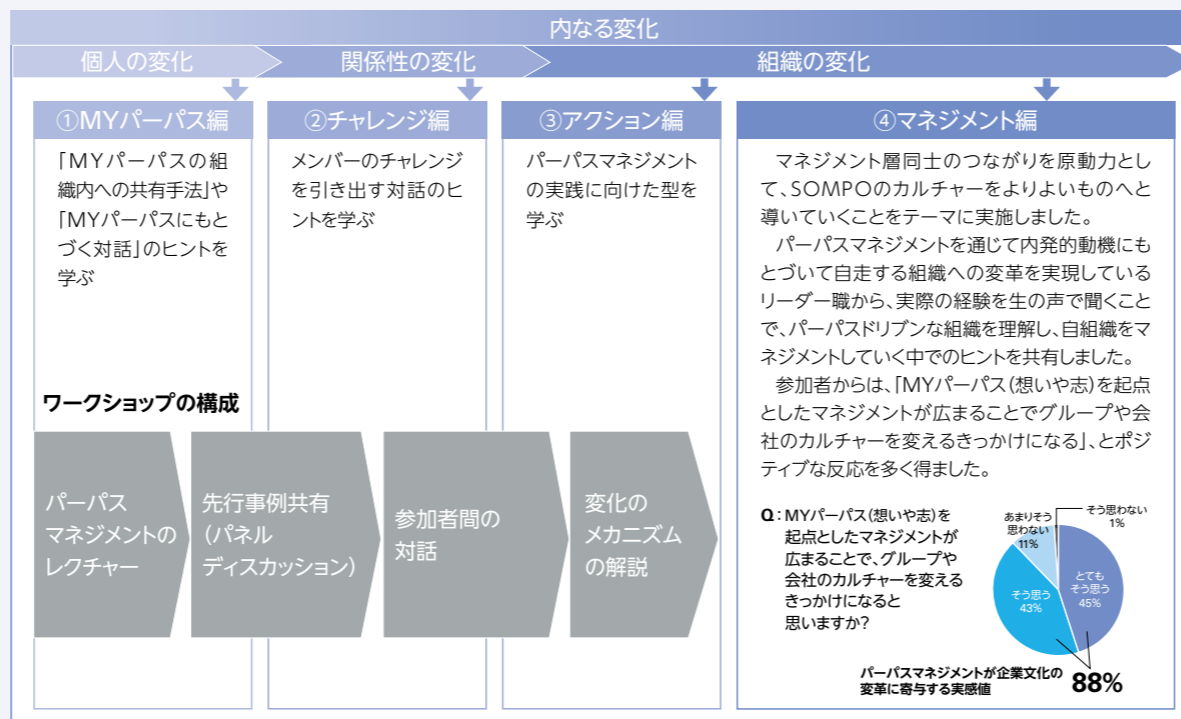 内なる変化
個人の変化
関係性の変化
組織の変化
①MYパーパス編
「MYパーパスの組
織内への共有手法」や
「MYパーパスにもと
づく対話」のヒントを
学ぶ
②チャレンジ編
メンバーのチャレンジ
を引き出す対話のヒ
ントを学ぶ
③アクション編
パーパスマネジメント
の実践に向けた型を
学ぶ
④マネジメント編
マネジメント層同士のつながりを原動力とし
て、SOMPOのカルチャーをよりよいものへと
導いていくことをテーマに実施しました。
パーパスマネジメントを通じて内発的動機にも
とづいて自走する組織への変革を実現している
リーダー職から、実際の経験を生の声で聞くこと
で、パーパスドリブンな組織を理解し、自組織をマ
ネジメントしていく中でのヒントを共有しました。
参加者からは、「MYパーパス(想いや志)を起点
としたマネジメントが広まることでグループや会
社のカルチャーを変えるきっかけになる」、とポジ
ティブな反応を多く得ました。
ワークショップの構成
パーパス
マネジメントの
レクチャー
先行事例共有
(パネル
ディスカッション)
参加者間の
対話
変化の
メカニズム
の解説
Q:MYパーパス(想いや志)を
起点としたマネジメントが
広まることで、グループや
会社のカルチャーを変える
きっかけになると
思いますか?
あまりそう
思わない
11%
そう思わない
1%
そう思う
43%
とても
そう思う
45%
パーパスマネジメントが企業文化の
変革に寄与する実感値
88%